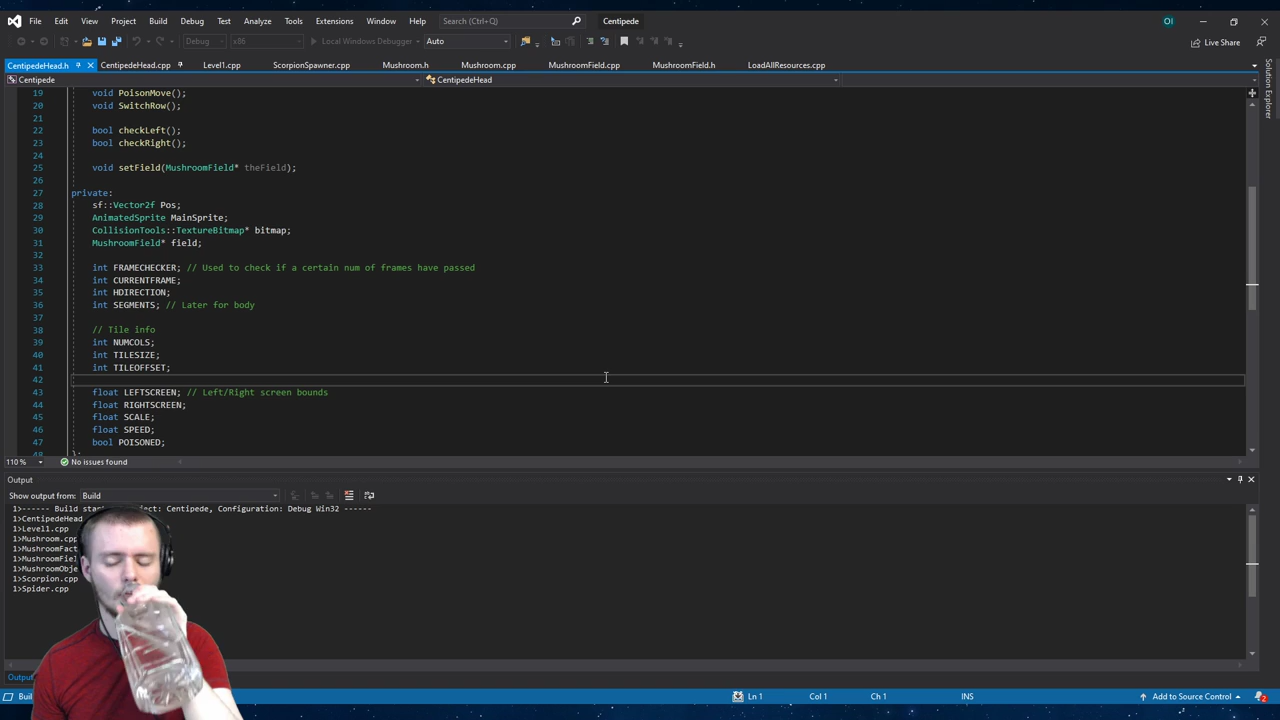 File Edit View Project Build Debug Test Analyze Tools Extensions Window Help Search (Ctrl+Q) Centipede OI
Debug x86 Local Windows Debugger Auto Live Share
CentipedeHead.h CentipedeHead.cpp Level1.cpp ScorpionSpawner.cpp Mushroom.h Mushroom.cpp MushroomField.cpp MushroomField.h LoadAllResources.cpp
Centipede CentipedeHead
Solution Explorer
19 void PoisonMove();
20 void SwitchRow();
21
22 bool checkLeft();
23 bool checkRight();
24
25 void setField(MushroomField* theField);
26
27 private:
28 sf::Vector2f Pos;
29 AnimatedSprite MainSprite;
30 CollisionTools::TextureBitmap* bitmap;
31 MushroomField* field;
32
33 int FRAMECHECKER; // Used to check if a certain num of frames have passed
34 int CURRENTFRAME;
35 int HDIRECTION;
36 int SEGMENTS; // Later for body
37
38 // Tile info
39 int NUMCOLS;
40 int TILESIZE;
41 int TILEOFFSET;
42
43 float LEFTSCREEN; // Left/Right screen bounds
44 float RIGHTSCREEN;
45 float SCALE;
46 float SPEED;
47 bool POISONED;
48 };
110 % No issues found
Output
Show output from: Build
1>------ Build sta ject: Centipede, Configuration: Debug Win32 ------
1>CentipedeHead
1>Level1.cpp
1>Mushroom.cpp
1>MushroomFact
1>MushroomFiel
1>MushroomObje
1>Scorpion.cpp
1>Spider.cpp
Output
Buil Ln 1 Col 1 Ch 1 INS Add to Source Control 2